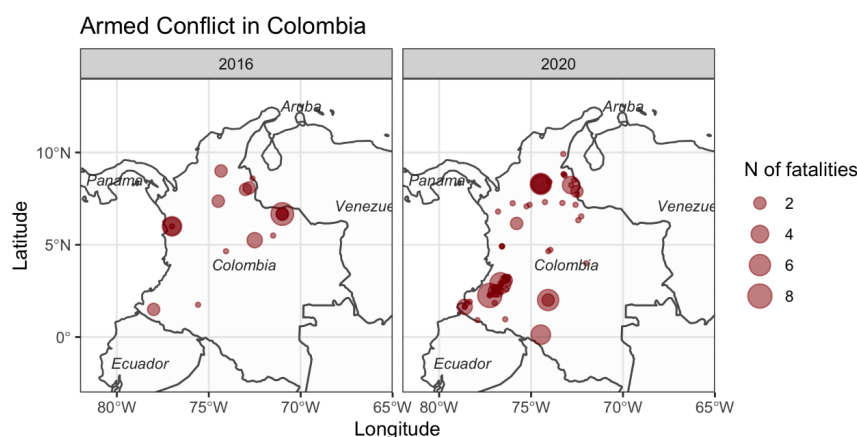 Armed Conflict in Colombia
2016
2020
Latitude
10°N
5°N
0°
Aruba
Panama
Venezue
Colombia
Ecuador
Aruba
Panama
Venezuel
Colombia
Ecuador
80°W
75°W
70°W
65°W
80°W
75°W
70°W
65°W
Longitude
N of fatalities
2
4
6
8